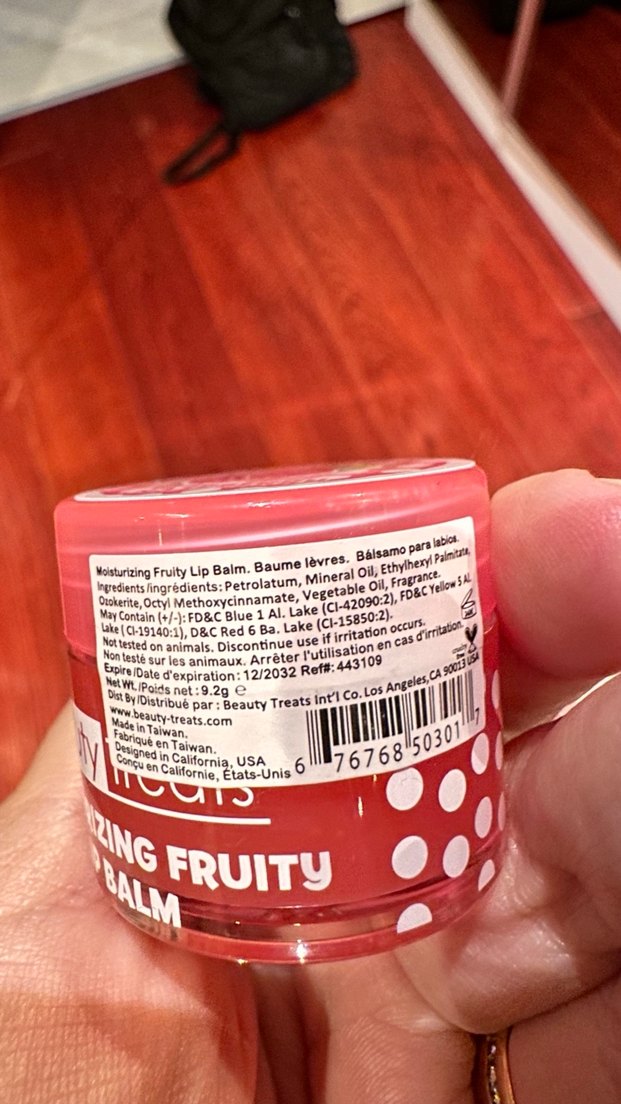 Moisturizing Fruity Lip Balm. Baume lèvres. Bálsamo para labios.
Ingredients/ingrédients: Petrolatum, Mineral Oil, Ethylhexyl Palmitate,
Ozokerite, Octyl Methoxycinnamate, Vegetable Oil, Fragrance.
May Contain (+/-): FD&C Blue 1 Al. Lake (CI-42090:2), FD&C Yellow 5 AL
Lake ( CI-19140:1), D&C Red 6 Ba. Lake (CI-15850:2).
Not tested on animals. Discontinue use if irritation occurs.
Non testé sur les animaux. Arrêter l'utilisation en cas d'irritation.
Expire/Date d'expiration: 12/2032 Ref#: 443109
Net Wt./Poids net: 9.2g e
Dist By/Distribué par : Beauty Treats Int'l Co. Los Angeles, CA 90013 USA
www.beauty-treats.com
Made in Taiwan.
Fabriqué en Taiwan.
Designed in California, USA
Conçu en Californie, États-Unis
6 76768 50301 7
uty treats
IZING FRUITY
BALM